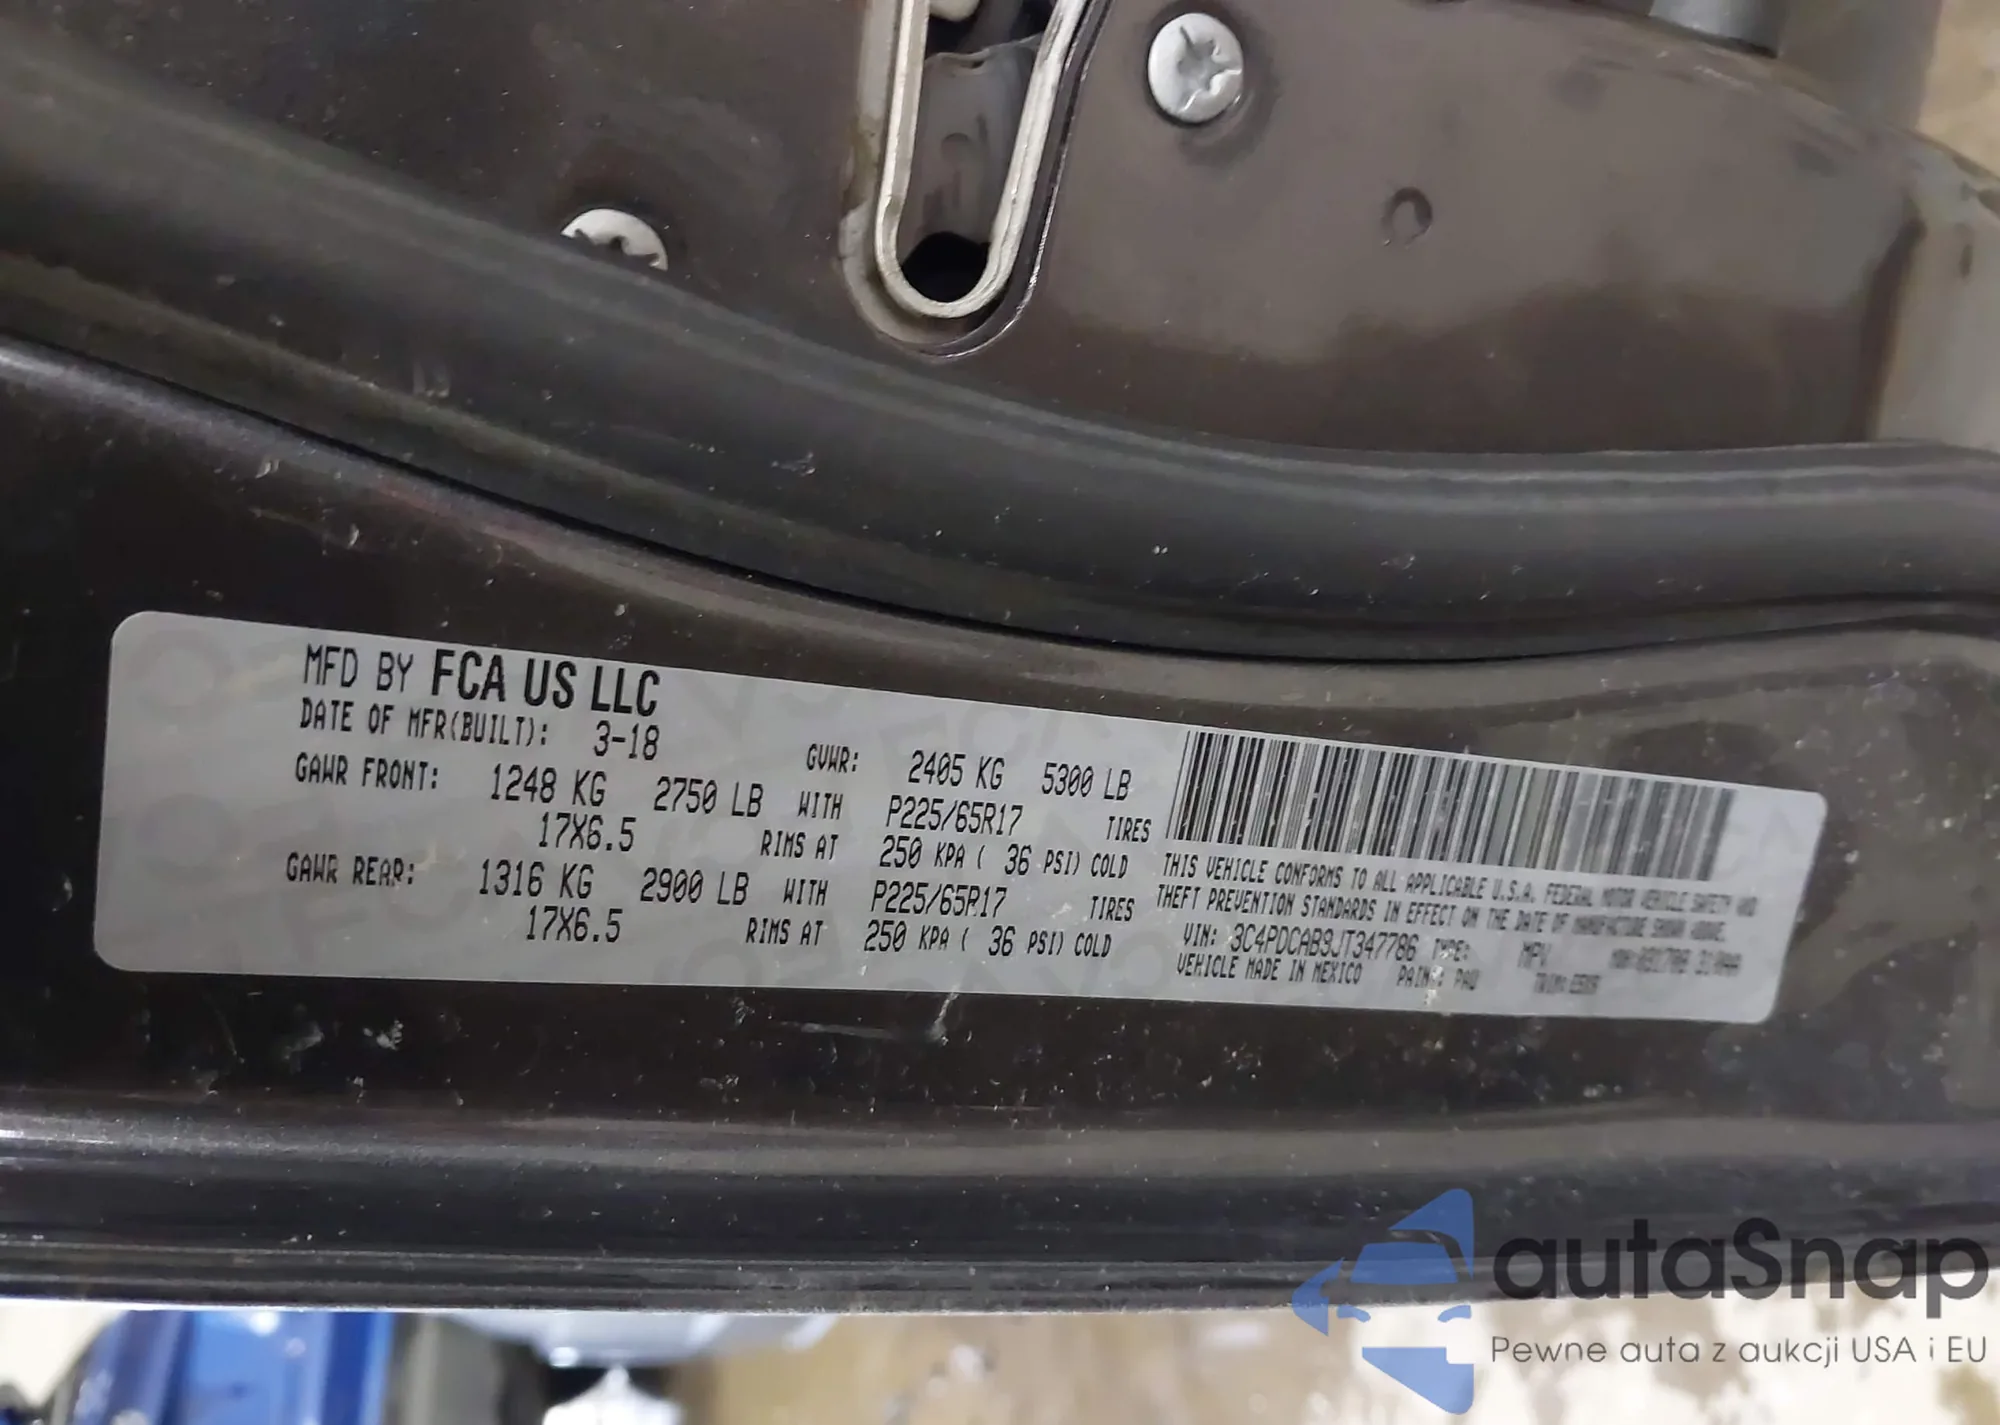 MFD BY FCA US LLC
DATE OF MFR(BUILT): 3-18 GVWR: 2405 KG 5300 LB
GAWR FRONT: 1248 KG 2750 LB WITH P225/65R17 TIRES
17X6.5 RIMS AT 250 KPA ( 36 PSI) COLD
GAWR REAR: 1316 KG 2900 LB WITH P225/65R17 TIRES
17X6.5 RIMS AT 250 KPA ( 36 PSI) COLD
THIS VEHICLE CONFORMS TO ALL APPLICABLE U.S.A. FEDERAL MOTOR VEHICLE SAFETY AND
THEFT PREVENTION STANDARDS IN EFFECT ON THE DATE OF MANUFACTURE SHOWN ABOVE.
VIN: 3C4PDCAB9JT347786 TYPE: MPV
VEHICLE MADE IN MEXICO PAINT: PAU
autaSnap
Pewne auta z aukcji USA i EU